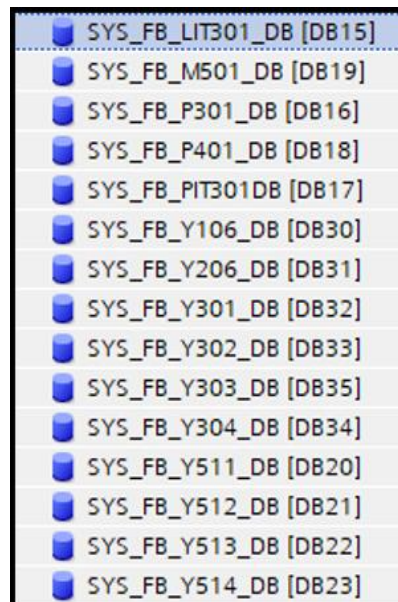 SYS_FB_LIT301_DB [DB15]
SYS_FB_M501_DB [DB19]
SYS_FB_P301_DB [DB16]
SYS_FB_P401_DB [DB18]
SYS_FB_PIT301DB [DB17]
SYS_FB_Y106_DB [DB30]
SYS_FB_Y206_DB [DB31]
SYS_FB_Y301_DB [DB32]
SYS_FB_Y302_DB [DB33]
SYS_FB_Y303_DB [DB35]
SYS_FB_Y304_DB [DB34]
SYS_FB_Y511_DB [DB20]
SYS_FB_Y512_DB [DB21]
SYS_FB_Y513_DB [DB22]
SYS_FB_Y514_DB [DB23]